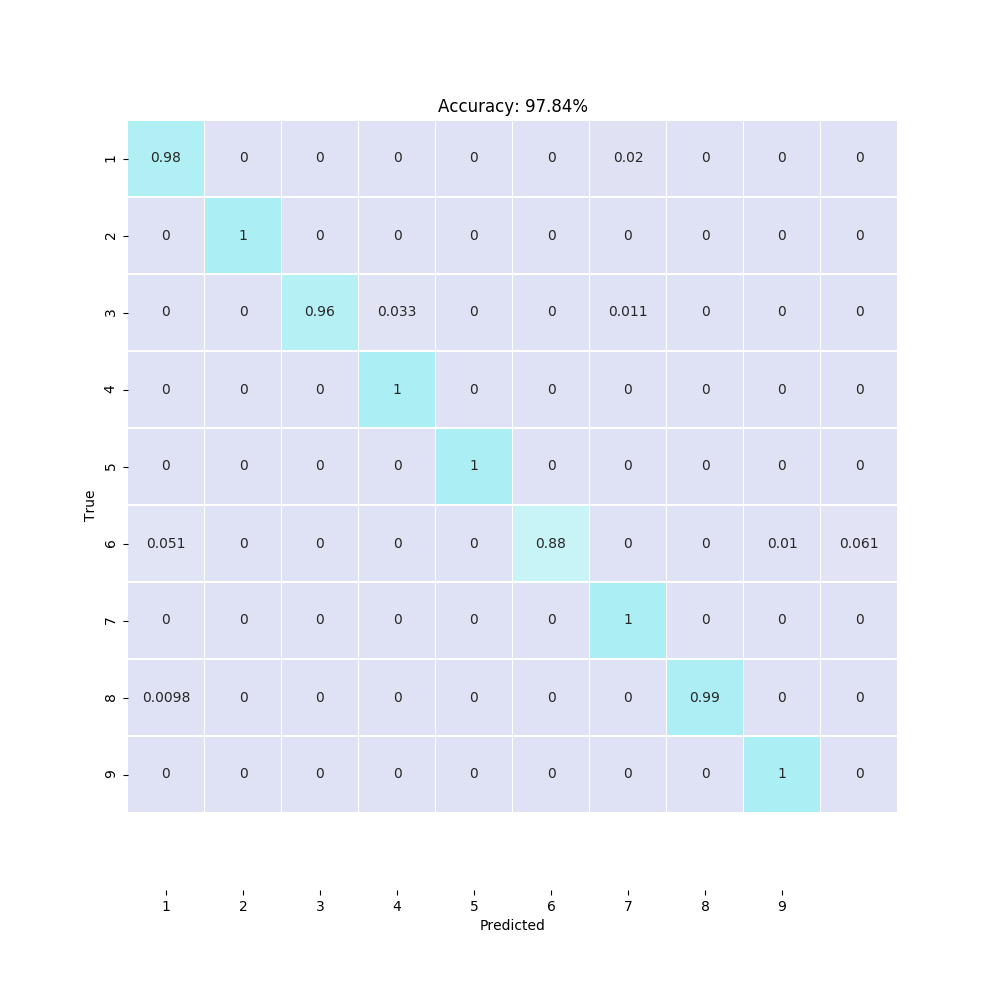 Accuracy: 97.84%
1 0.98 0 0 0 0 0 0.02 0 0 0
2 0 1 0 0 0 0 0 0 0 0
3 0 0 0.96 0.033 0 0 0.011 0 0 0
4 0 0 0 1 0 0 0 0 0 0
5 0 0 0 0 1 0 0 0 0 0
True
6 0.051 0 0 0 0 0.88 0 0 0.01 0.061
7 0 0 0 0 0 0 1 0 0 0
8 0.0098 0 0 0 0 0 0 0.99 0 0
9 0 0 0 0 0 0 0 0 1 0
1 2 3 4 5 6 7 8 9
Predicted